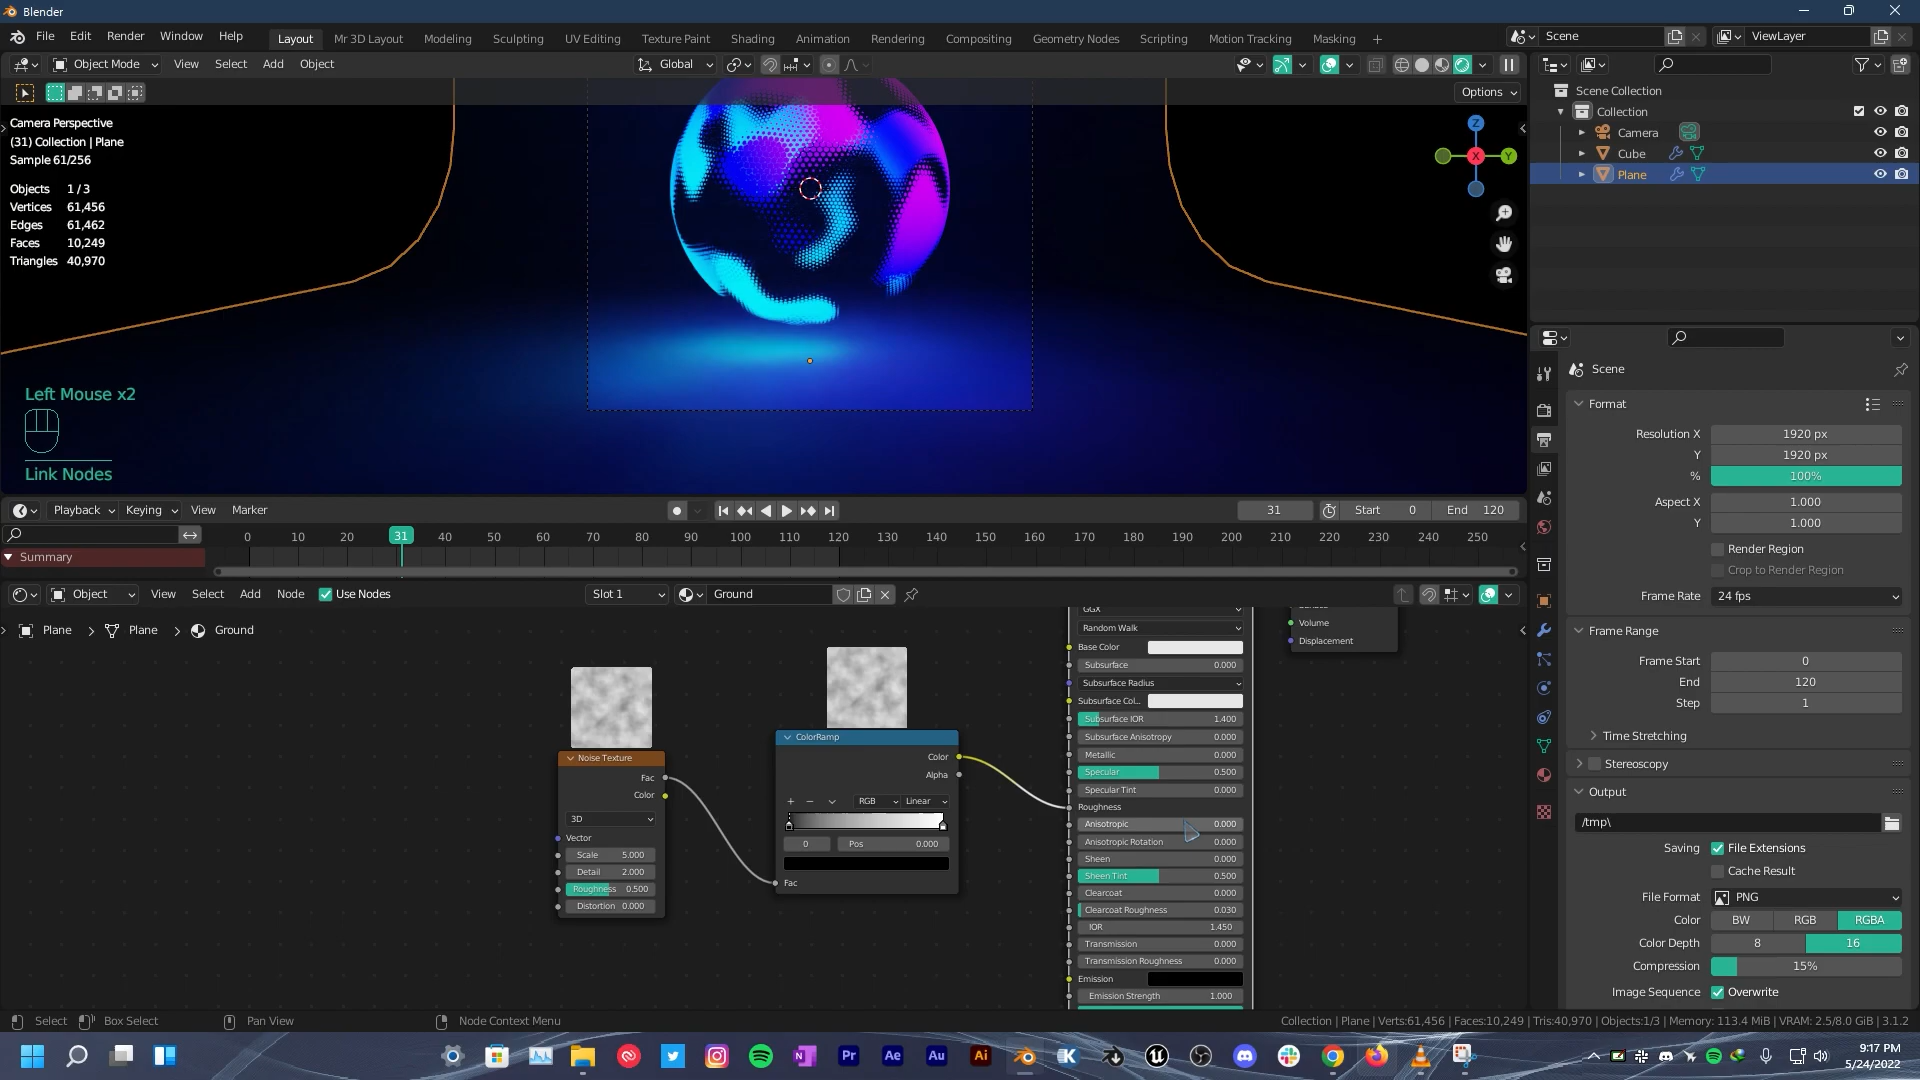 Blender
File Edit Render Window Help Layout Mr 3D Layout Modeling Sculpting UV Editing Texture Paint Shading Animation Rendering Compositing Geometry Nodes Scripting Motion Tracking Masking + Scene ViewLayer
Object Mode View Select Add Object Global
Options
Camera Perspective
(31) Collection | Plane
Sample 61/256
Objects 1 / 3
Vertices 61,456
Edges 61,462
Faces 10,249
Triangles 40,970
Z
X
Y
Left Mouse x2
Link Nodes
Scene Collection
Collection
Camera
Cube
Plane
Scene
Format
Resolution X 1920 px
Y 1920 px
% 100%
Aspect X 1.000
Y 1.000
Render Region
Crop to Render Region
Frame Rate 24 fps
Frame Range
Frame Start 0
End 120
Step 1
Time Stretching
Stereoscopy
Output
/tmp\
Saving File Extensions
Cache Result
File Format PNG
Color BW RGB RGBA
Color Depth 8 16
Compression 15%
Image Sequence Overwrite
Playback Keying View Marker 31 Start 0 End 120
0 10 20 31 40 50 60 70 80 90 100 110 120 130 140 150 160 170 180 190 200 210 220 230 240 250
Summary
Object View Select Add Node Use Nodes Slot 1 Ground
Plane > Plane > Ground
Noise Texture
Fac
Color
3D
Vector
Scale 5.000
Detail 2.000
Roughness 0.500
Distortion 0.000
ColorRamp
Color
Alpha
+ − RGB Linear
0 Pos 0.000
Fac
GGX
Random Walk
Base Color
Subsurface 0.000
Subsurface Radius
Subsurface Col...
Subsurface IOR 1.400
Subsurface Anisotropy 0.000
Metallic 0.000
Specular 0.500
Specular Tint 0.000
Roughness
Anisotropic 0.000
Anisotropic Rotation 0.000
Sheen 0.000
Sheen Tint 0.500
Clearcoat 0.000
Clearcoat Roughness 0.030
IOR 1.450
Transmission 0.000
Transmission Roughness 0.000
Emission
Emission Strength 1.000
Volume
Displacement
Select Box Select Pan View Node Context Menu Collection | Plane | Verts:61,456 | Faces:10,249 | Tris:40,970 | Objects:1/3 | Memory: 113.4 MiB | VRAM: 2.5/8.0 GiB | 3.1.2
Pr Ae Au Ai
9:17 PM
5/24/2022